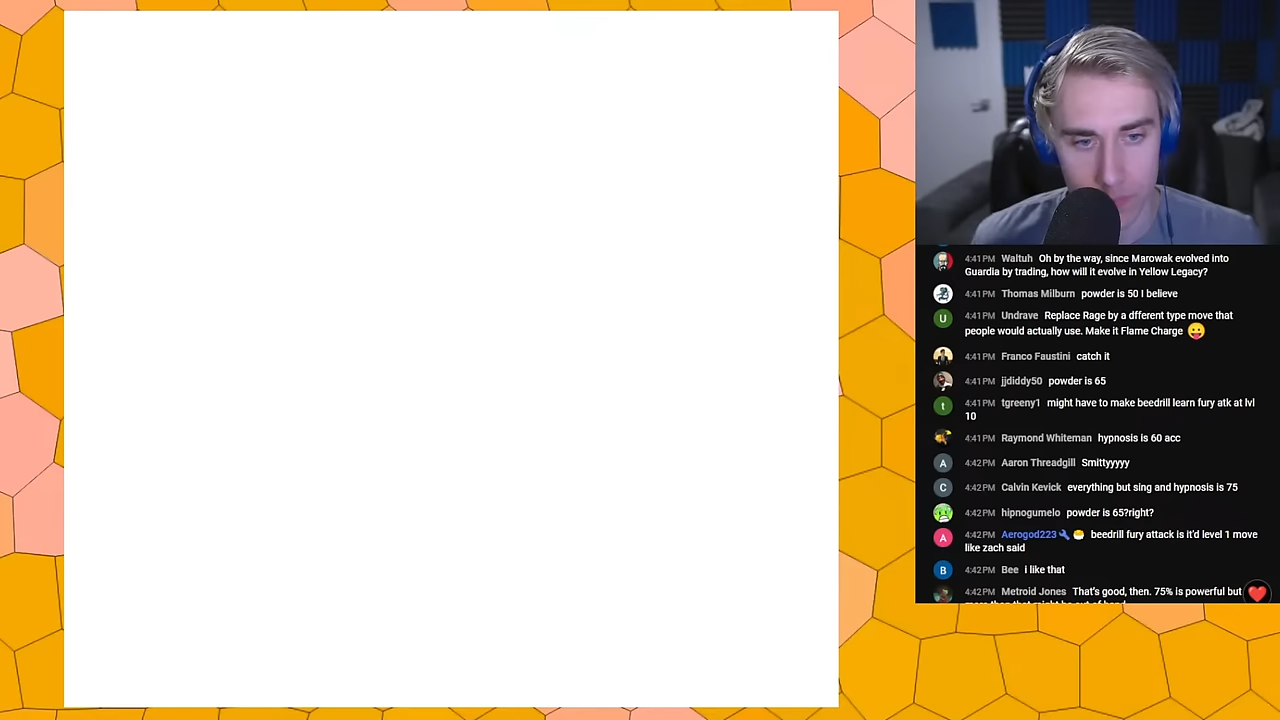 4:41 PM Waltuh Oh by the way, since Marowak evolved into
Guardia by trading, how will it evolve in Yellow Legacy?
4:41 PM Thomas Milburn powder is 50 I believe
4:41 PM Undrave Replace Rage by a dfferent type move that
people would actually use. Make it Flame Charge
4:41 PM Franco Faustini catch it
4:41 PM jjdiddy50 powder is 65
4:41 PM tgreeny1 might have to make beedrill learn fury atk at lvl
10
4:41 PM Raymond Whiteman hypnosis is 60 acc
4:42 PM Aaron Threadgill Smittyyyyy
4:42 PM Calvin Kevick everything but sing and hypnosis is 75
4:42 PM hipnogumelo powder is 65?right?
4:42 PM Aerogod223 beedrill fury attack is it'd level 1 move
like zach said
4:42 PM Bee i like that
4:42 PM Metroid Jones That's good, then. 75% is powerful but
U
t
A
C
A
B